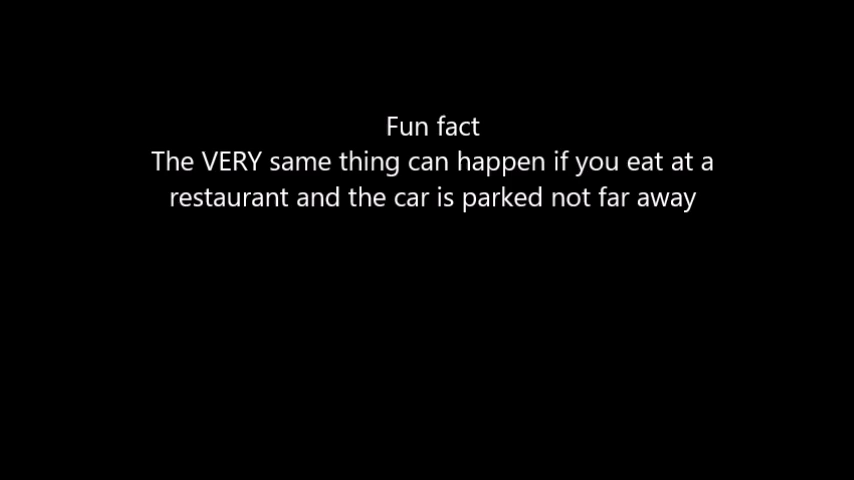 Fun fact
The VERY same thing can happen if you eat at a
restaurant and the car is parked not far away